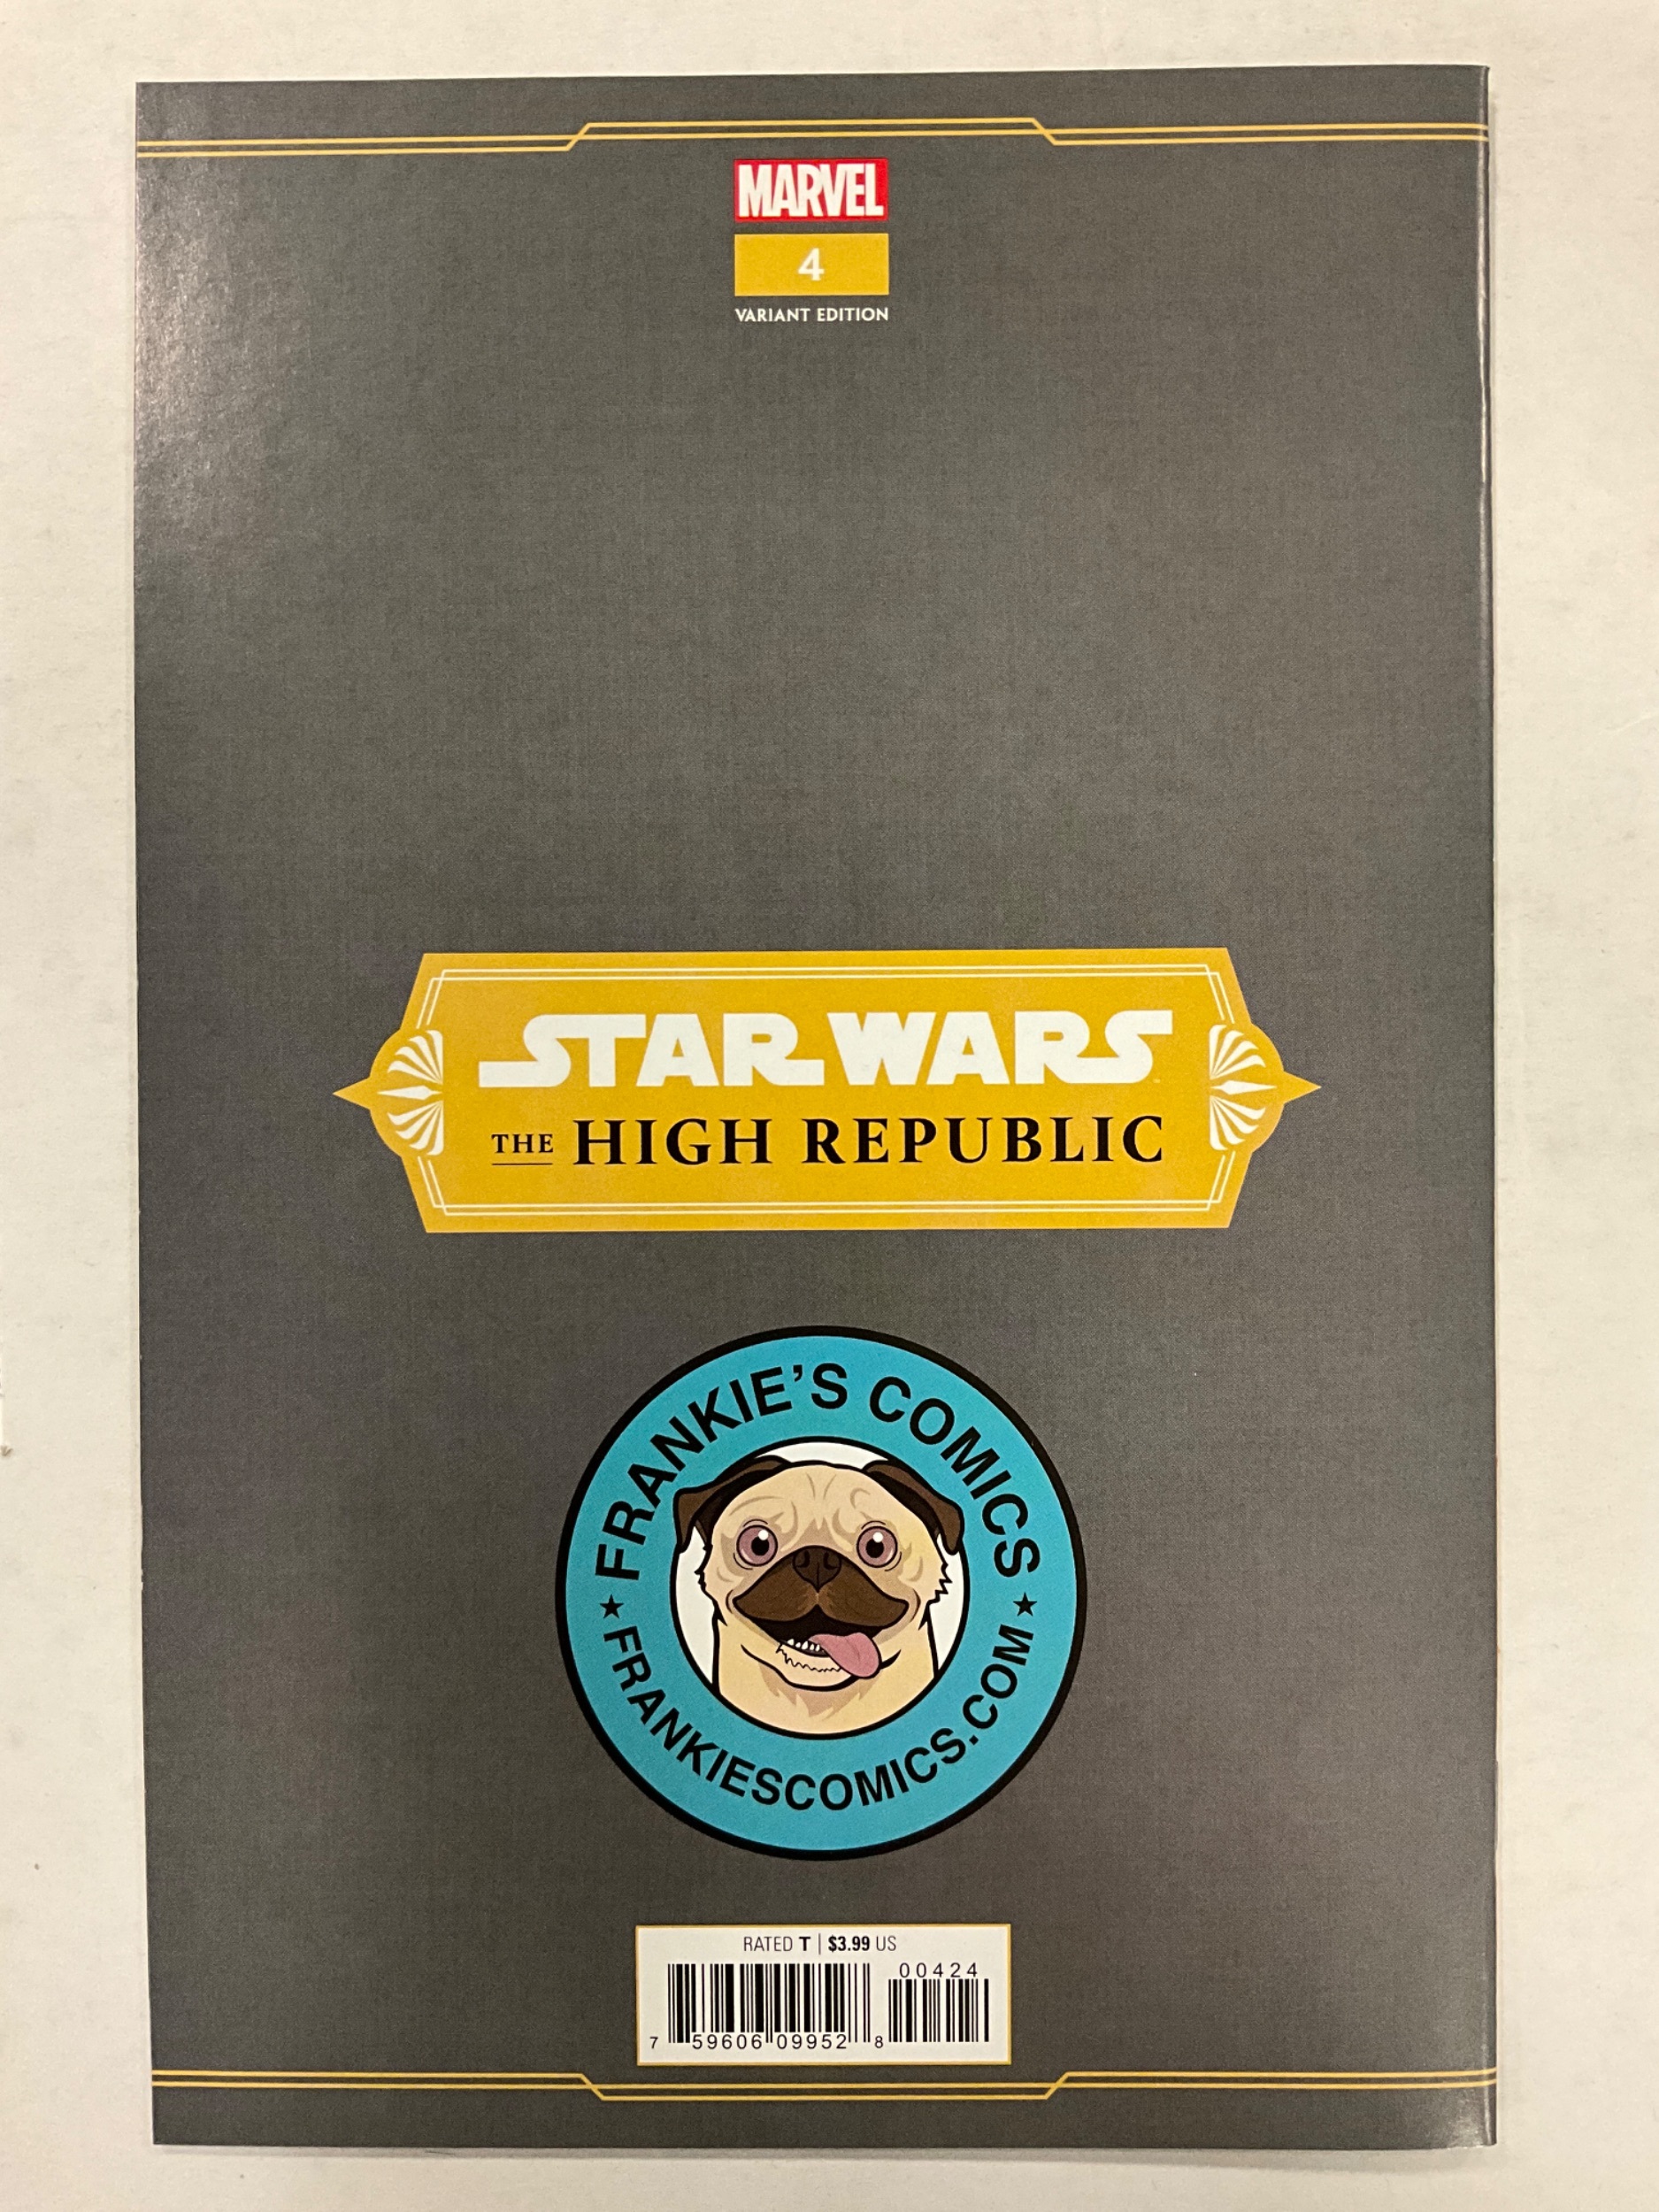 MARVEL
4
VARIANT EDITION
STAR WARS
THE HIGH REPUBLIC
FRANKIE'S COMICS
★ FRANKIESCOMICS.COM ★
RATED T | $3.99 US
00424
7 59606 09952 8